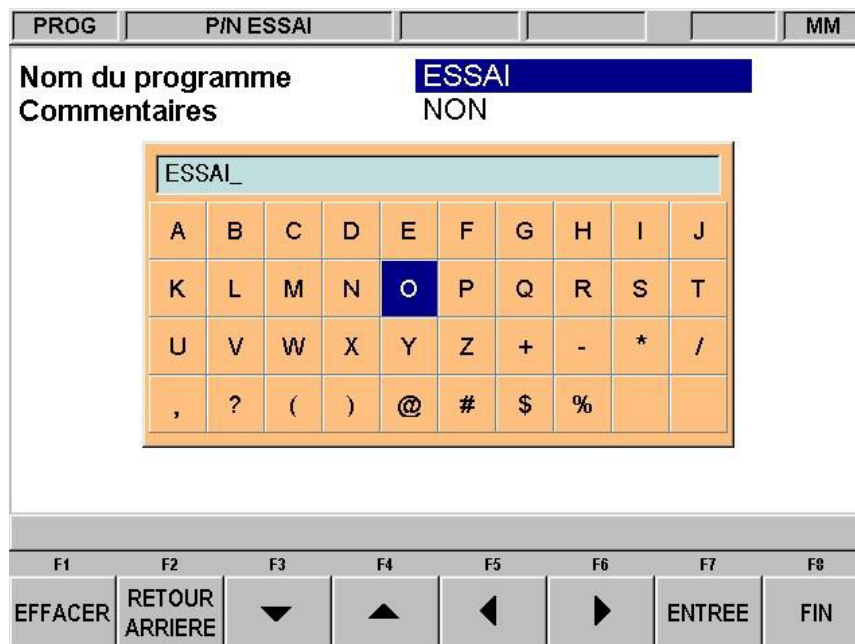 PROG P/N ESSAI MM
Nom du programme ESSAI
Commentaires NON
ESSAI_
A B C D E F G H I J
K L M N O P Q R S T
U V W X Y Z + - * /
, ? ( ) @ # $ %
F1 F2 F3 F4 F5 F6 F7 F8
EFFACER RETOUR ARRIERE ENTREE FIN